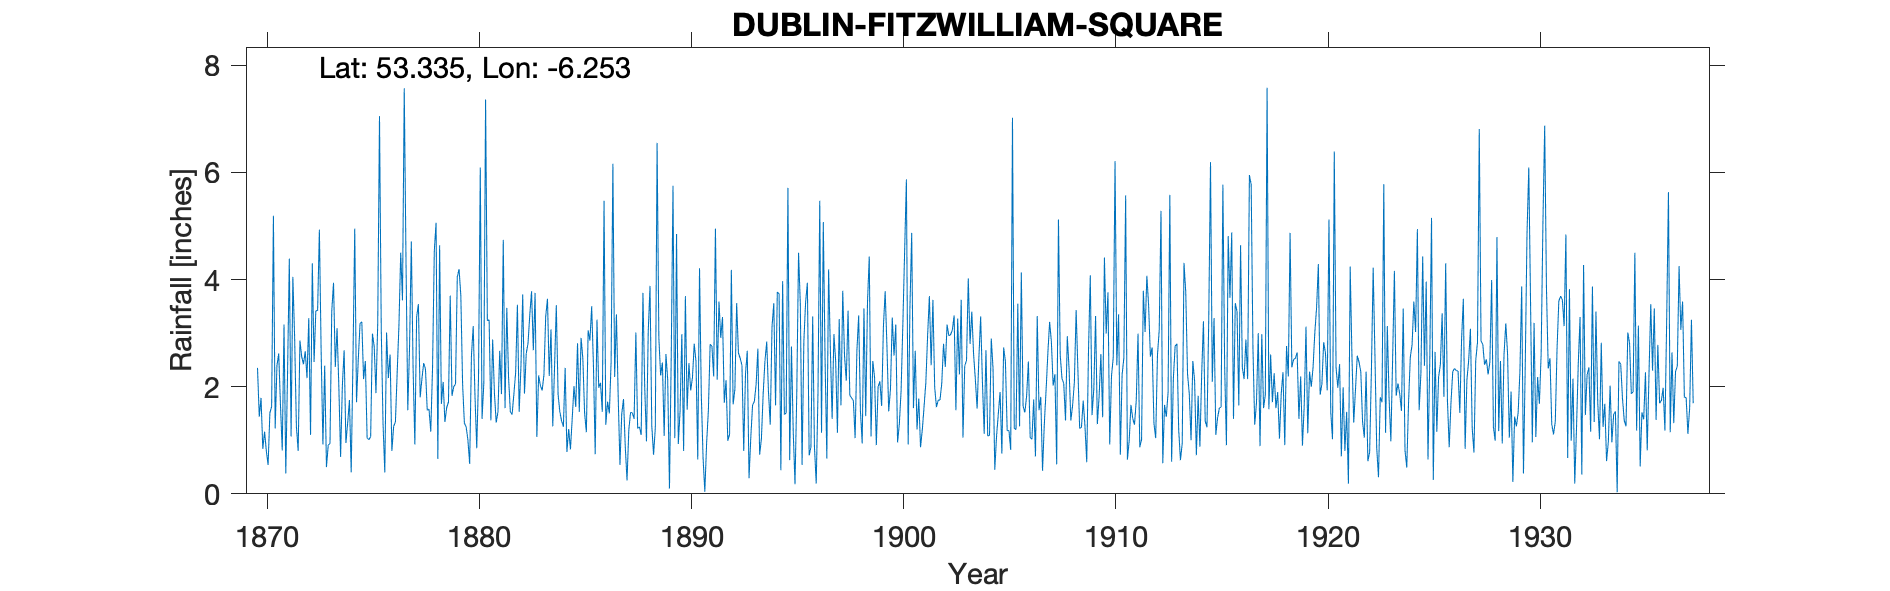 DUBLIN-FITZWILLIAM-SQUARE
Lat: 53.335, Lon: -6.253
Rainfall [inches]
8
6
4
2
0
1870 1880 1890 1900 1910 1920 1930
Year